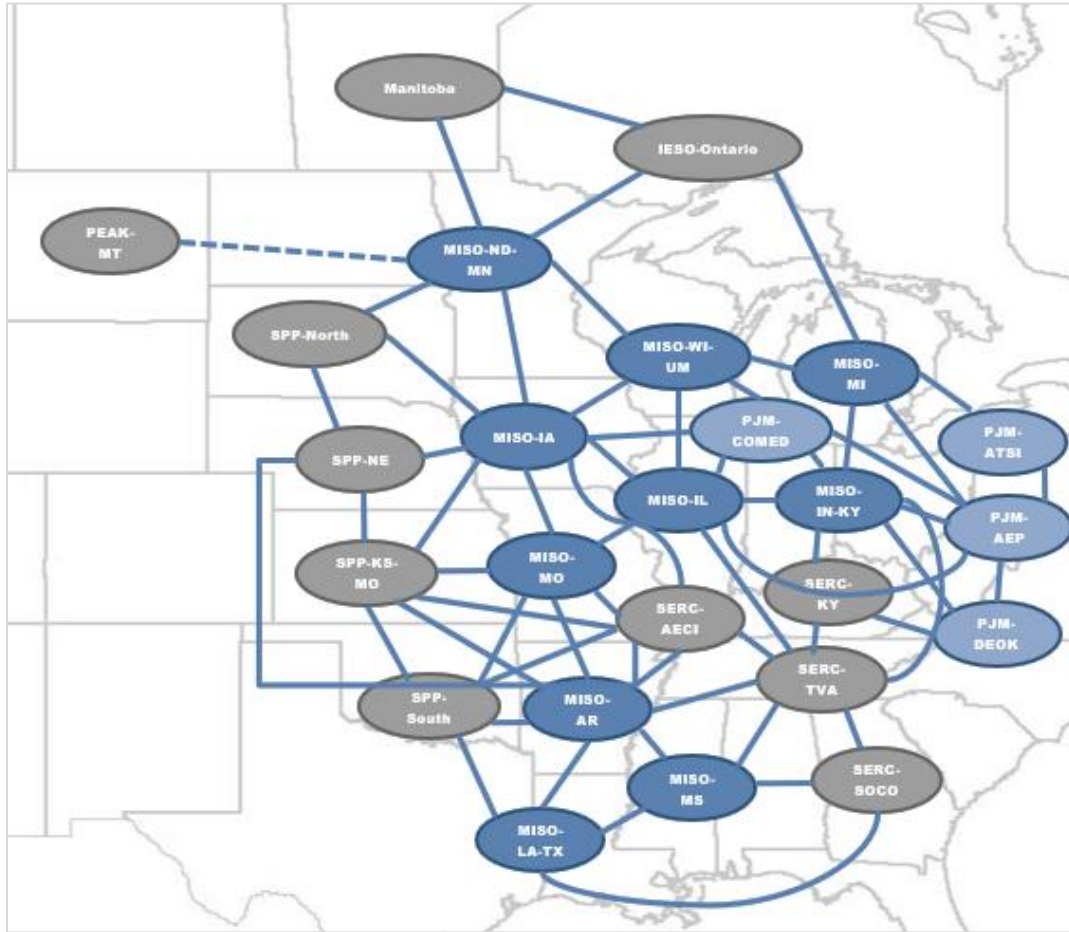 Manitoba
IESO-Ontario
PEAK-
MT
MISO-ND-
MN
SPP-North
MISO-WI-
UM
MISO-
MI
MISO-IA
PJM-
COMED
PJM-
ATSI
SPP-NE
MISO-IL
MISO-
IN-KY
PJM-
AEP
SPP-KS-
MO
MISO-
MO
SERC-
KY
SERC-
AECI
PJM-
DEOK
SERC-
TVA
SPP-
South
MISO-
AR
MISO-
MS
SERC-
SOCO
MISO-
LA-TX